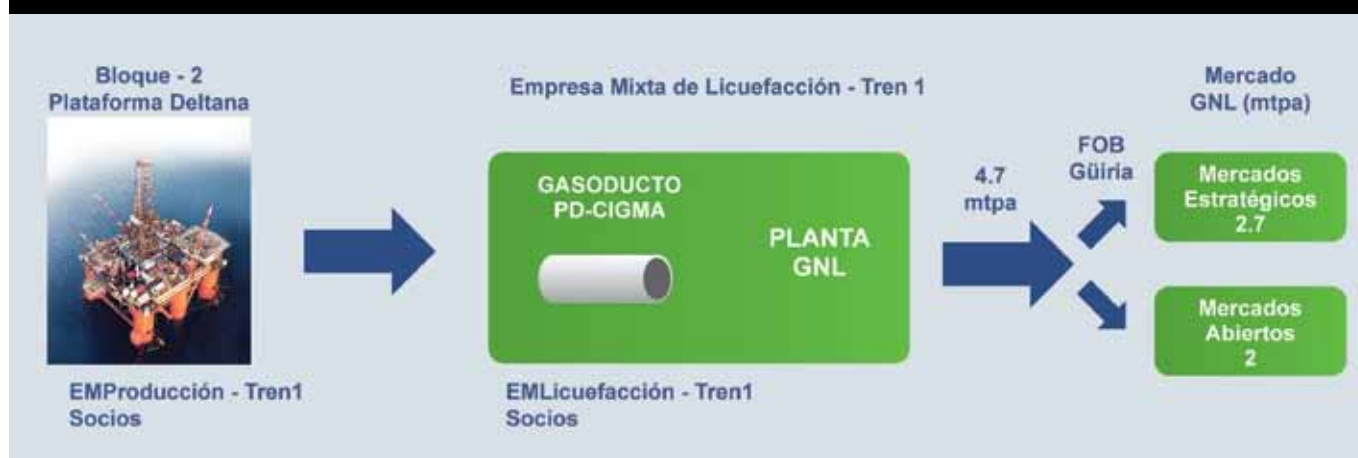 Bloque - 2
Plataforma Deltana
EMProducción - Tren1
Socios
Empresa Mixta de Licuefacción - Tren 1
GASODUCTO
PD-CIGMA
PLANTA
GNL
EMLicuefacción - Tren1
Socios
4.7
mtpa
FOB
Güiria
Mercado
GNL (mtpa)
Mercados
Estratégicos
2.7
Mercados
Abiertos
2